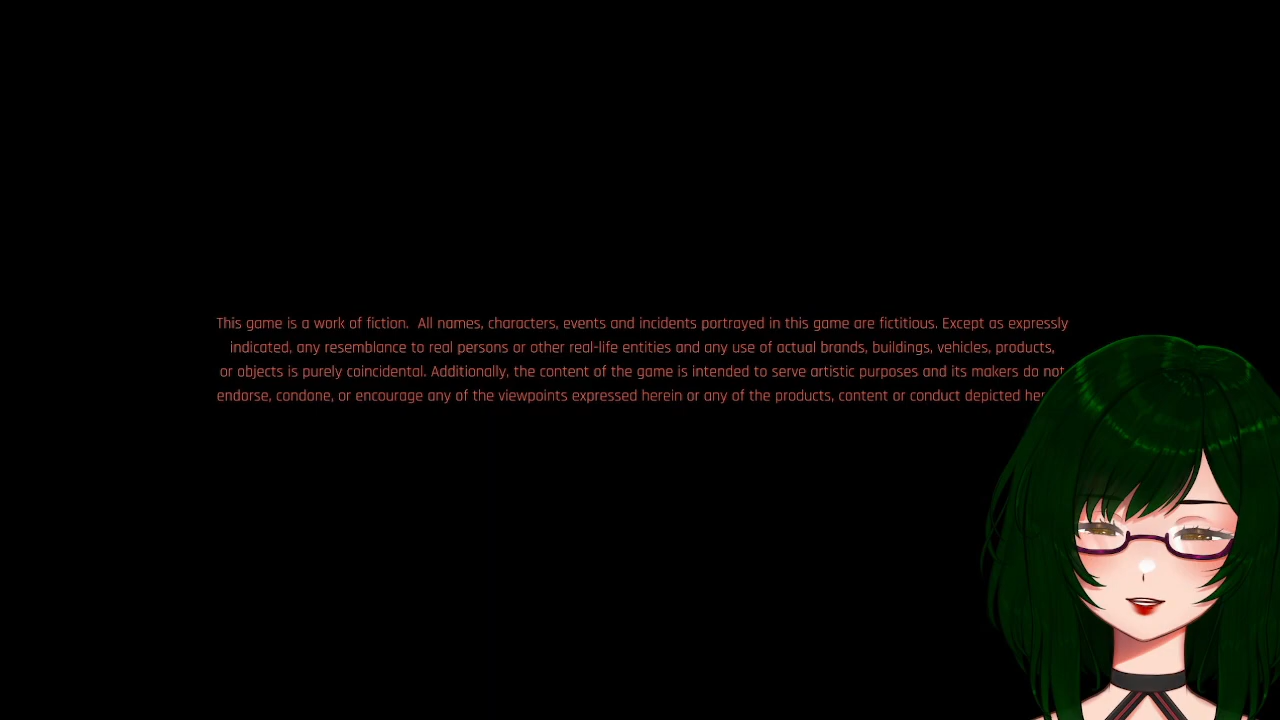 This game is a work of fiction.  All names, characters, events and incidents portrayed in this game are fictitious. Except as expressly
indicated, any resemblance to real persons or other real-life entities and any use of actual brands, buildings, vehicles, products,
or objects is purely coincidental. Additionally, the content of the game is intended to serve artistic purposes and its makers do not
endorse, condone, or encourage any of the viewpoints expressed herein or any of the products, content or conduct depicted